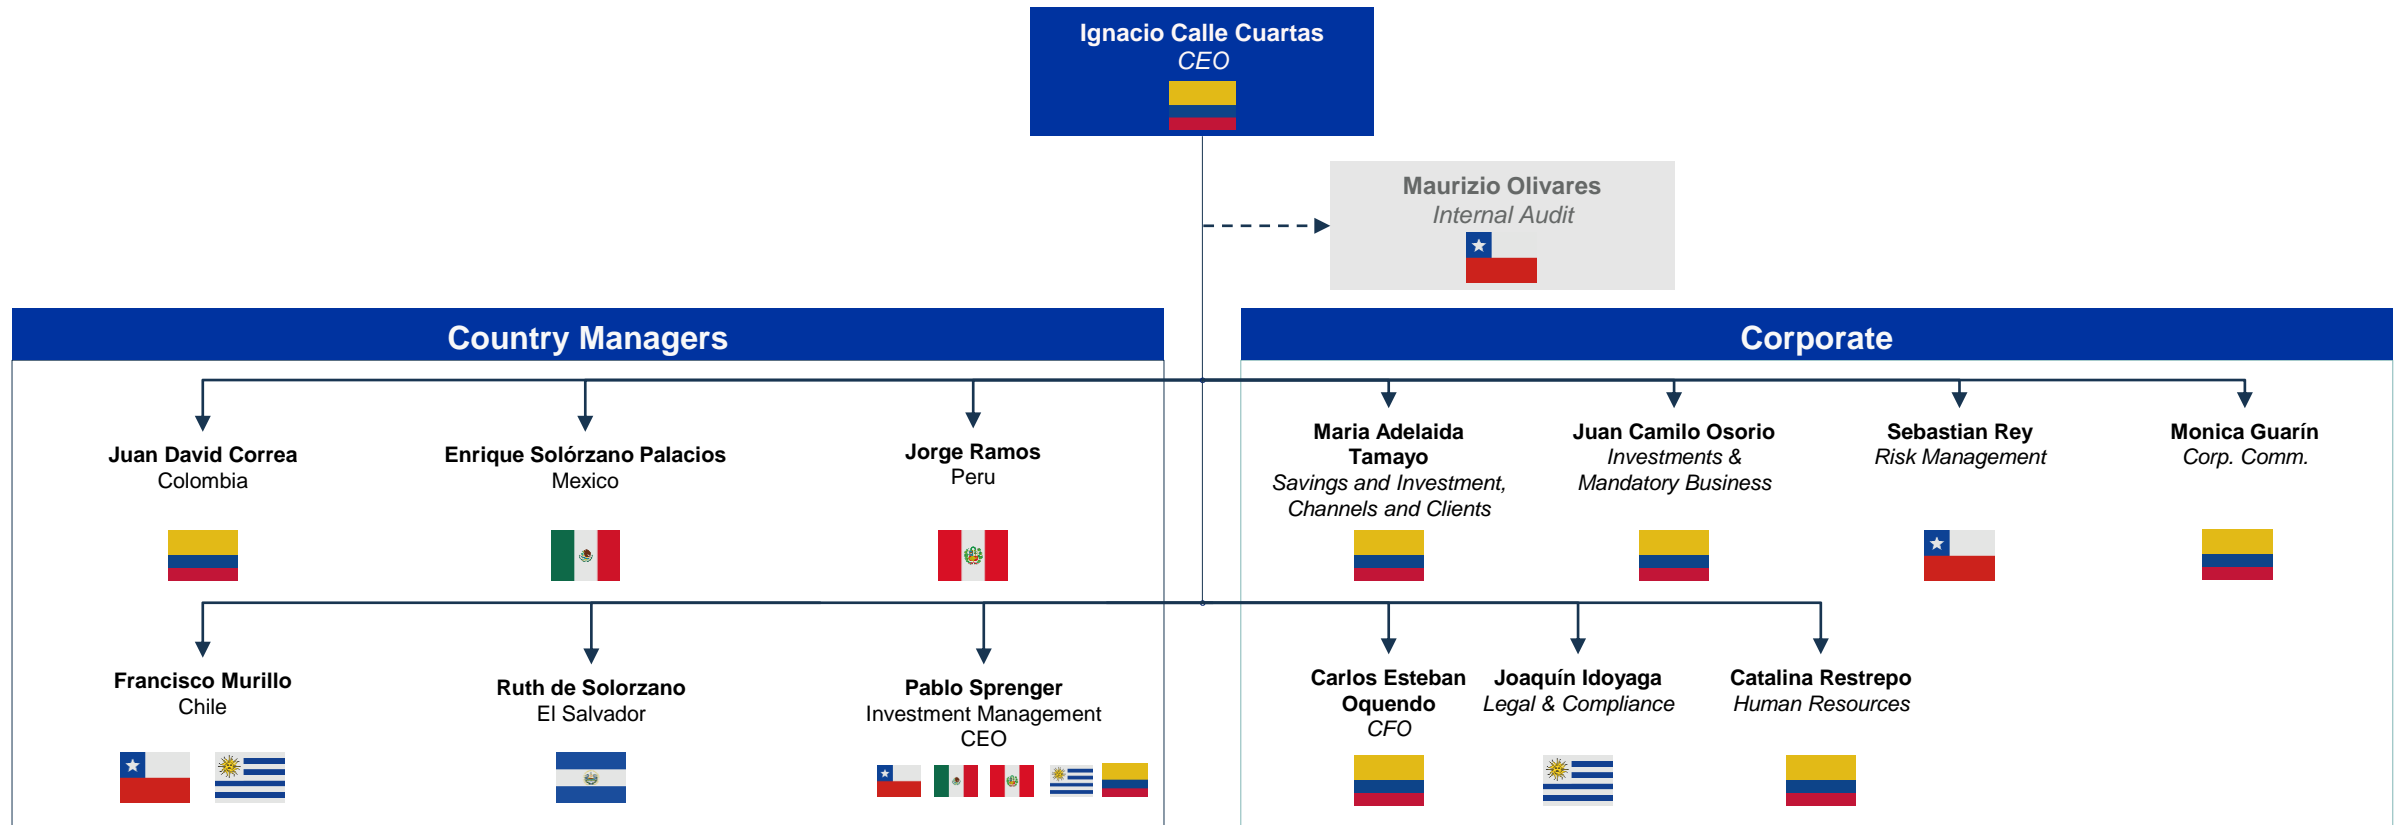 Ignacio Calle Cuartas
CEO
Maurizio Olivares
Internal Audit
Country Managers
Juan David Correa
Colombia
Enrique Solórzano Palacios
Mexico
Jorge Ramos
Peru
Francisco Murillo
Chile
Ruth de Solorzano
El Salvador
Pablo Sprenger
Investment Management
CEO
Corporate
Maria Adelaida
Tamayo
Savings and Investment,
Channels and Clients
Juan Camilo Osorio
Investments &
Mandatory Business
Sebastian Rey
Risk Management
Monica Guarín
Corp. Comm.
Carlos Esteban
Oquendo
CFO
Joaquín Idoyaga
Legal & Compliance
Catalina Restrepo
Human Resources